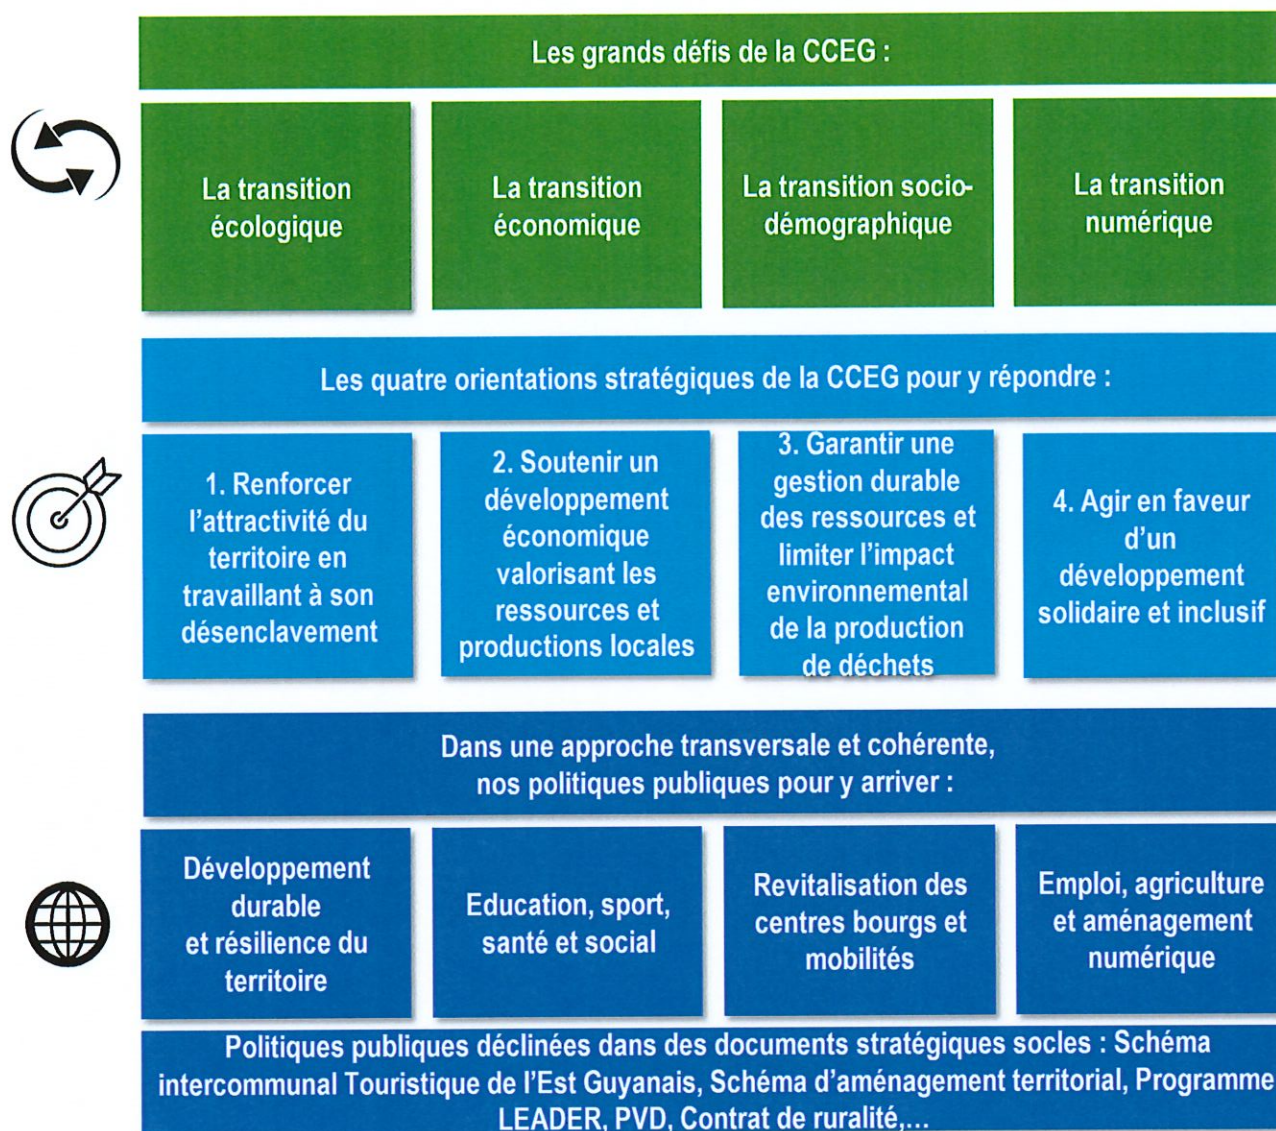 Les grands défis de la CCEG :
La transition
écologique
La transition
économique
La transition socio-
démographique
La transition
numérique
Les quatre orientations stratégiques de la CCEG pour y répondre :
1. Renforcer
l'attractivité du
territoire en
travaillant à son
désenclavement
2. Soutenir un
développement
économique
valorisant les
ressources et
productions locales
3. Garantir une
gestion durable
des ressources et
limiter l'impact
environnemental
de la production
de déchets
4. Agir en faveur
d'un
développement
solidaire et inclusif
Dans une approche transversale et cohérente,
nos politiques publiques pour y arriver :
Développement
durable
et résilience du
territoire
Education, sport,
santé et social
Revitalisation des
centres bourgs et
mobilités
Emploi, agriculture
et aménagement
numérique
Politiques publiques déclinées dans des documents stratégiques socles : Schéma
intercommunal Touristique de l'Est Guyanais, Schéma d'aménagement territorial, Programme
LEADER, PVD, Contrat de ruralité,...